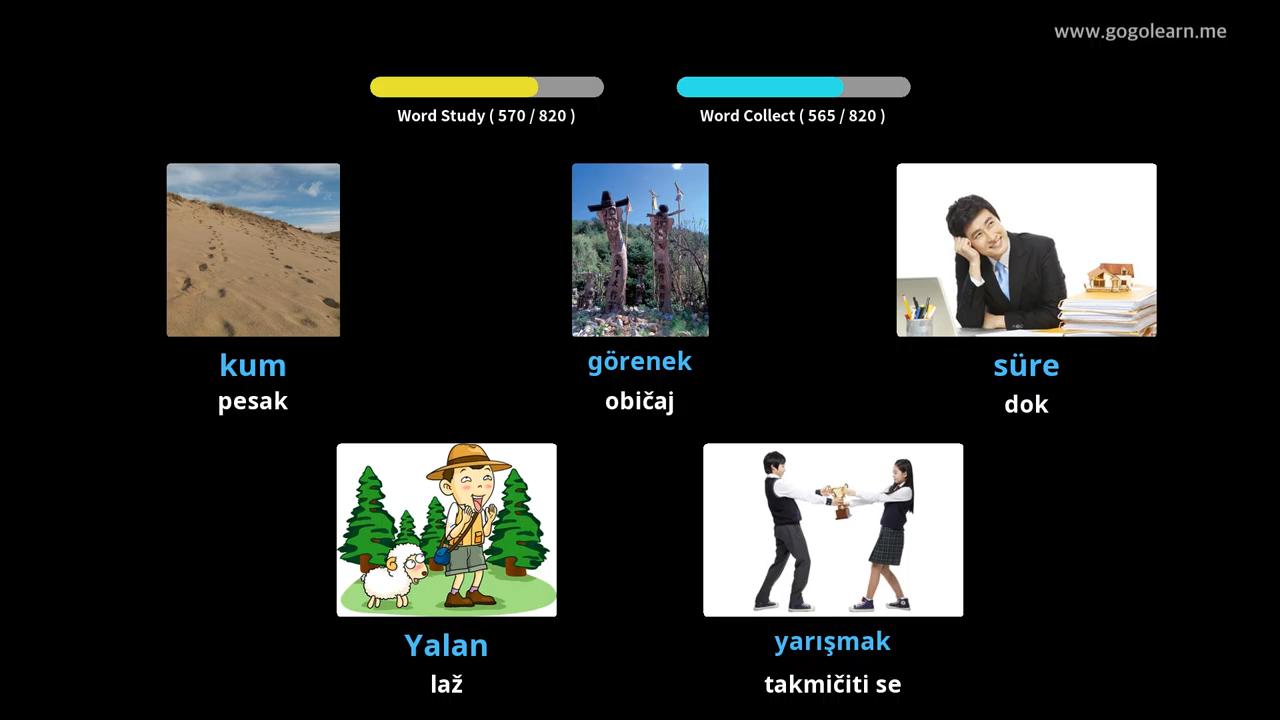 www.gogolearn.me
Word Study ( 570 / 820 )
Word Collect ( 565 / 820 )
kum
pesak
görenek
običaj
süre
dok
Yalan
laž
yarışmak
takmičiti se